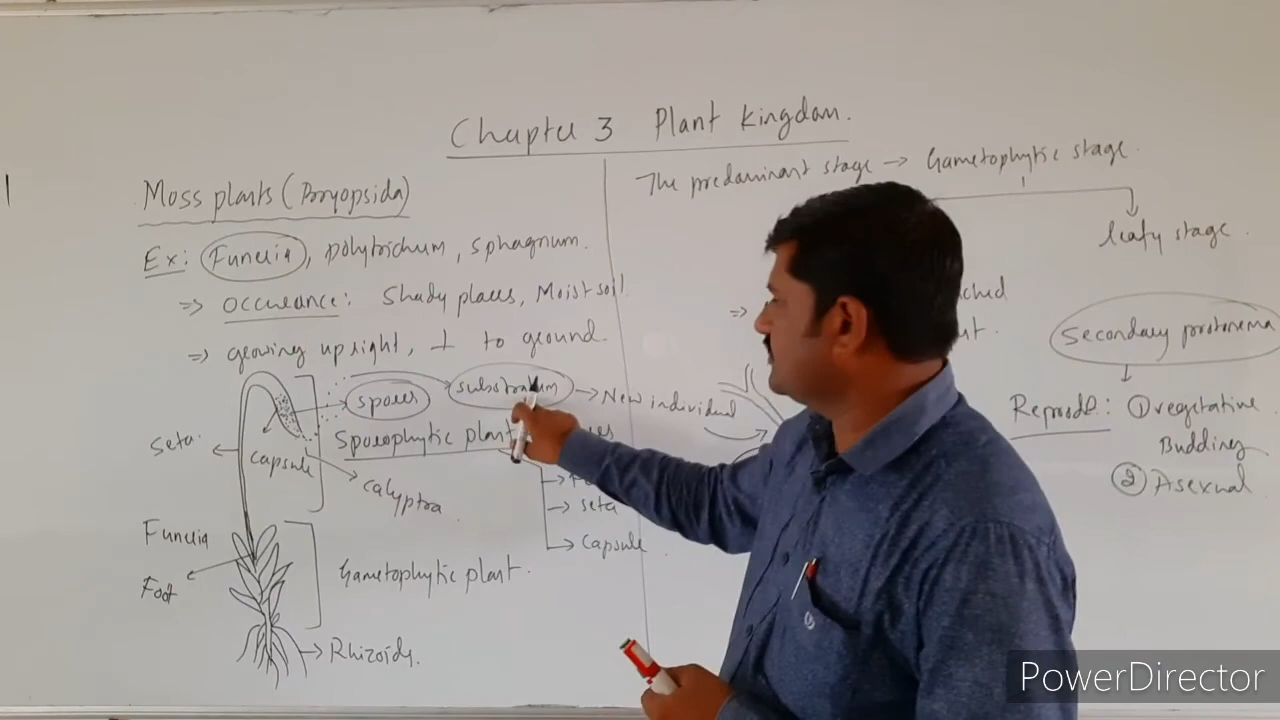 Chapter 3 Plant Kingdom.
Moss plants (Bryopsida)
Ex: Funaria, polytrichum, Sphagnum.
⇒ Occurance: Shady places, Moist soil
⇒ growing upright, ⊥ to ground.
spores
substratum → New individual
Sporophytic plant
seta
capsule
calyptra
→ seta
→ Capsule
Funaria
Foot
Gametophytic plant.
→ Rhizoids.
The predominant stage → Gametophytic stage
leafy stage.
Secondary protonema
Reprodn: ① vegetative
Budding
② Asexual
PowerDirector